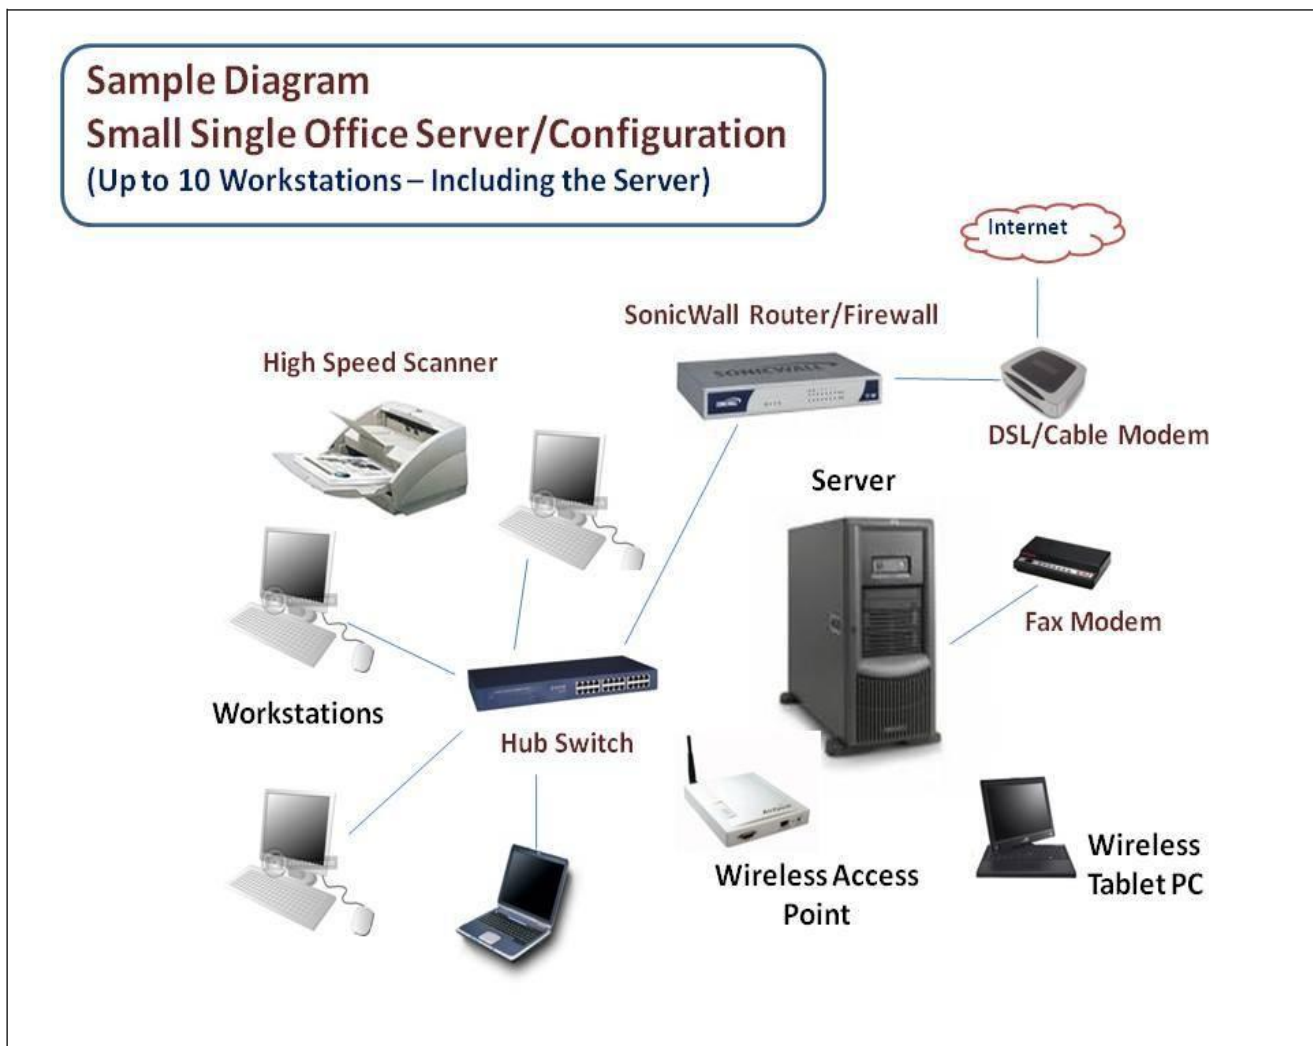 Sample Diagram
Small Single Office Server/Configuration
(Up to 10 Workstations – Including the Server)
Internet
SonicWall Router/Firewall
High Speed Scanner
SONICWALL
DSL/Cable Modem
Server
Fax Modem
Workstations
Hub Switch
Wireless Access
Point
Wireless
Tablet PC